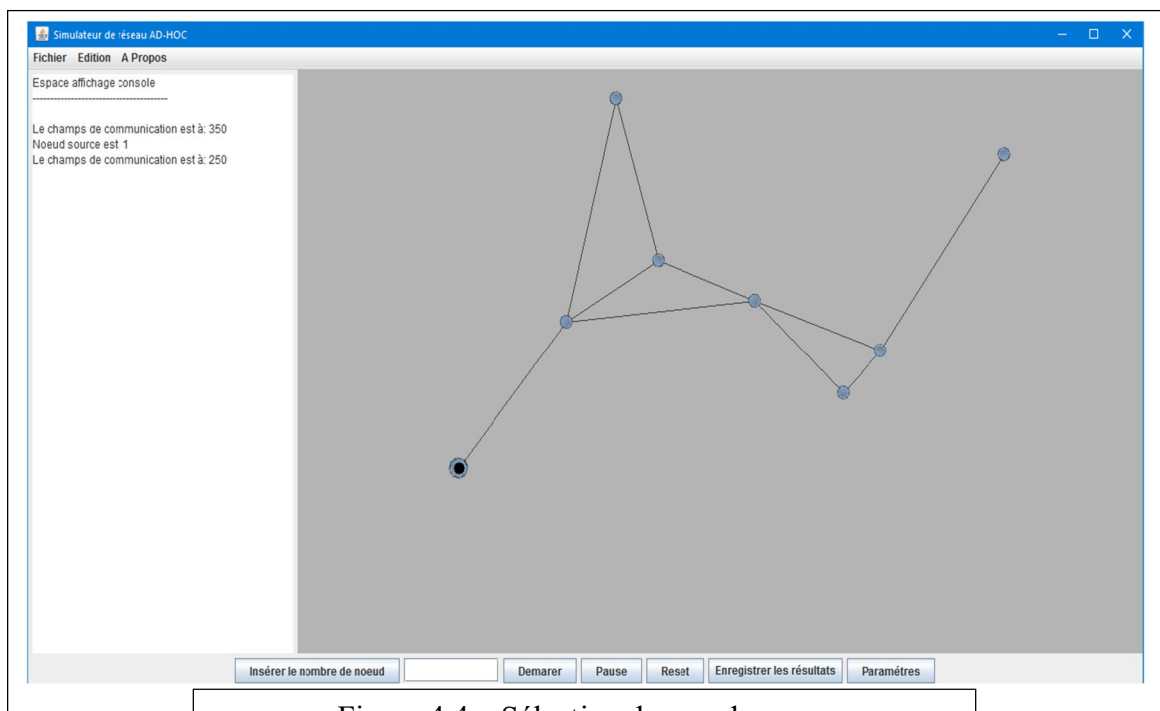 Simulateur de réseau AD-HOC
Fichier Edition A Propos
Espace affichage console
---------------------------------------
Le champs de communication est à: 350
Noeud source est 1
Le champs de communication est à: 250
Insérer le nombre de noeud Demarer Pause Reset Enregistrer les résultats Paramétres